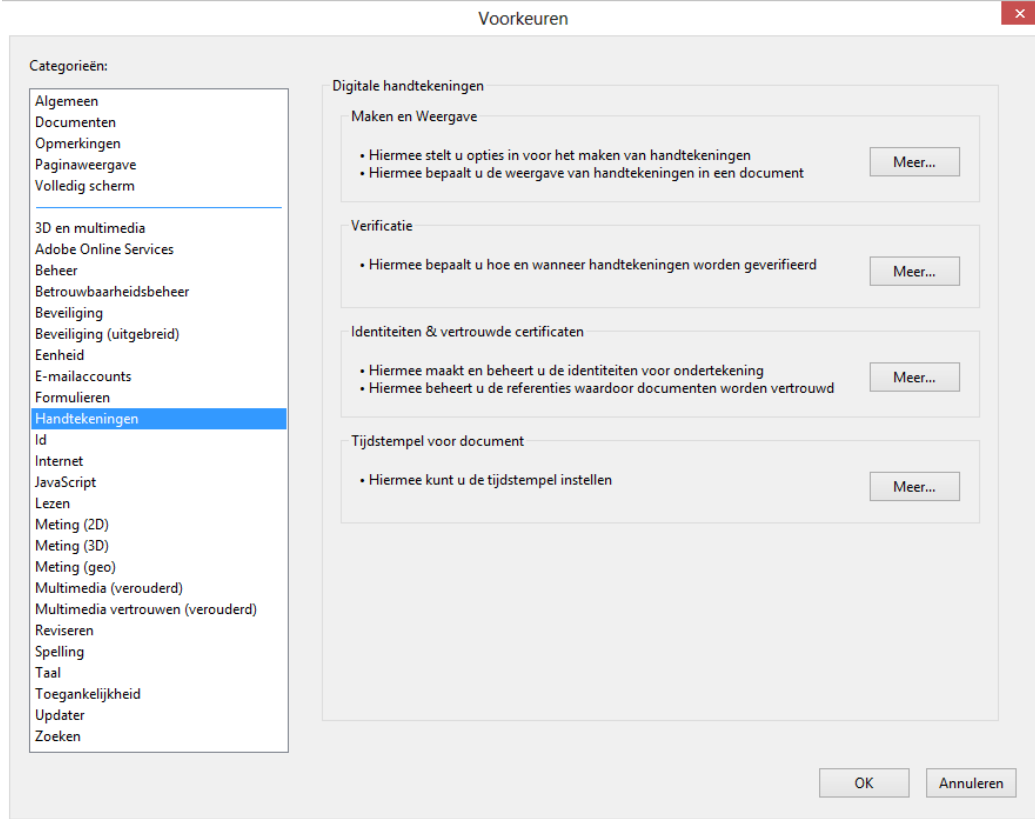 Voorkeuren
Categorieën:
Algemeen
Documenten
Opmerkingen
Paginaweergave
Volledig scherm
3D en multimedia
Adobe Online Services
Beheer
Betrouwbaarheidsbeheer
Beveiliging
Beveiliging (uitgebreid)
Eenheid
E-mailaccounts
Formulieren
Handtekeningen
Id
Internet
JavaScript
Lezen
Meting (2D)
Meting (3D)
Meting (geo)
Multimedia (verouderd)
Multimedia vertrouwen (verouderd)
Reviseren
Spelling
Taal
Toegankelijkheid
Updater
Zoeken
Digitale handtekeningen
Maken en Weergave
• Hiermee stelt u opties in voor het maken van handtekeningen
• Hiermee bepaalt u de weergave van handtekeningen in een document
Meer...
Verificatie
• Hiermee bepaalt u hoe en wanneer handtekeningen worden geverifieerd
Meer...
Identiteiten & vertrouwde certificaten
• Hiermee maakt en beheert u de identiteiten voor ondertekening
• Hiermee beheert u de referenties waardoor documenten worden vertrouwd
Meer...
Tijdstempel voor document
• Hiermee kunt u de tijdstempel instellen
Meer...
OK
Annuleren